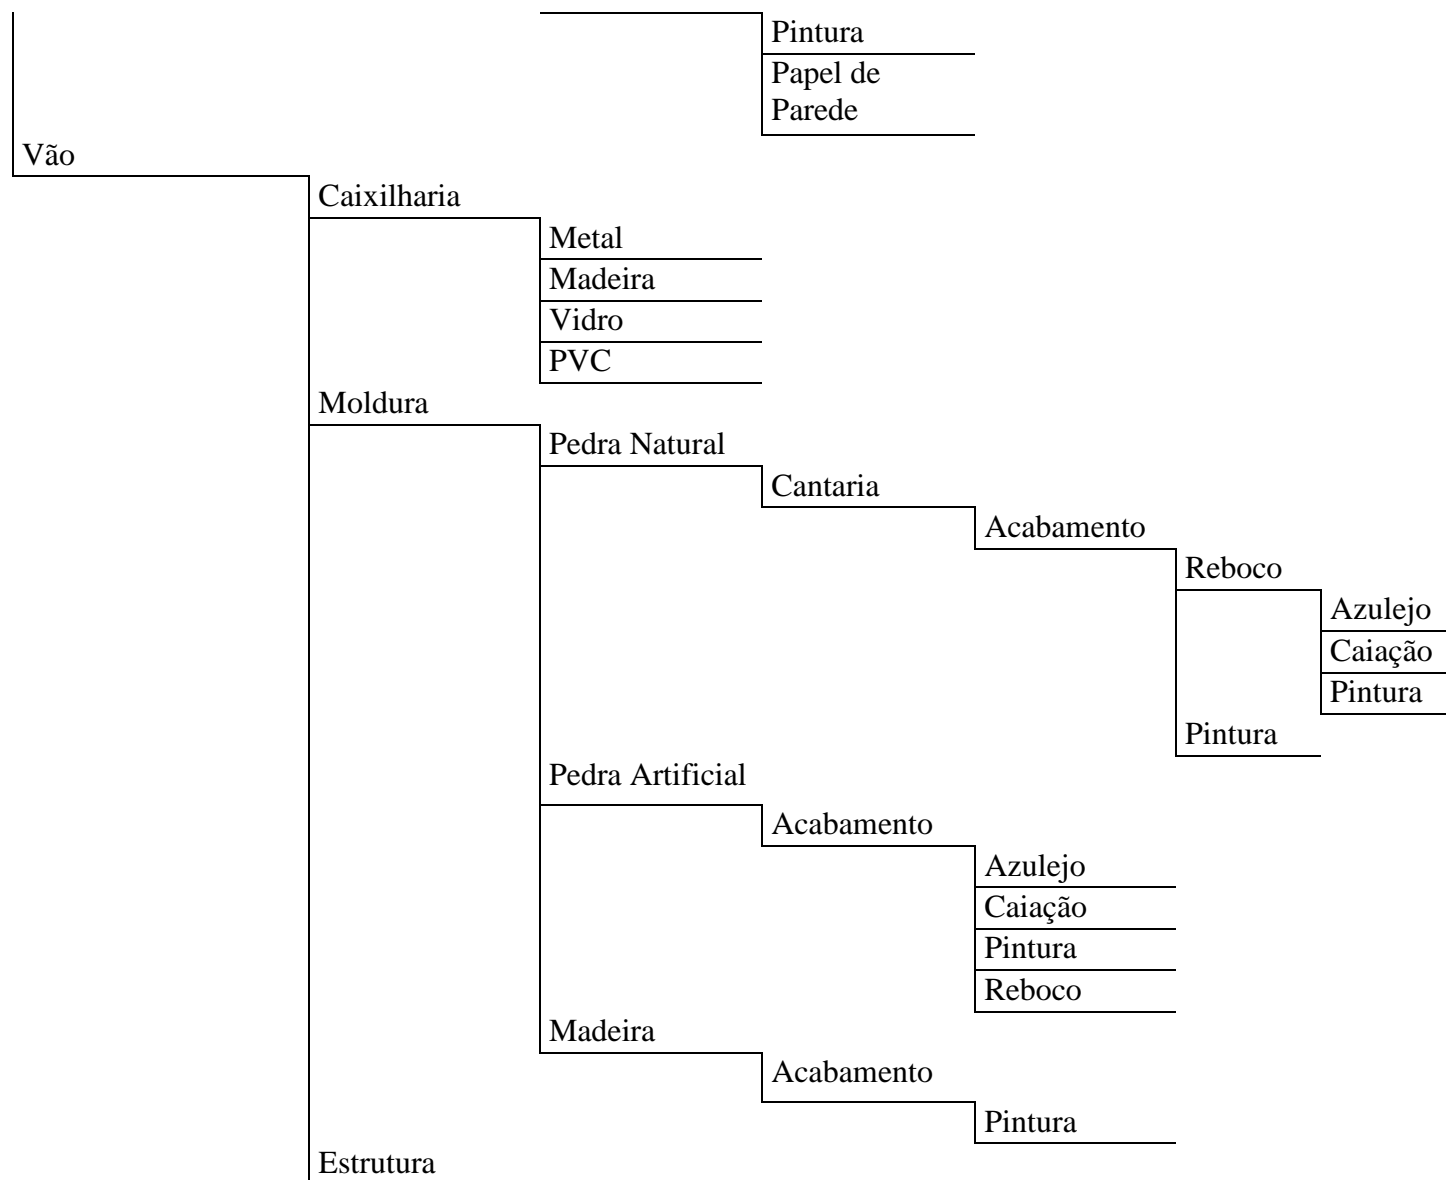 Pintura
Papel de
Parede
Vão
Caixilharia
Metal
Madeira
Vidro
PVC
Moldura
Pedra Natural
Cantaria
Acabamento
Reboco
Azulejo
Caiação
Pintura
Pintura
Pedra Artificial
Acabamento
Azulejo
Caiação
Pintura
Reboco
Madeira
Acabamento
Pintura
Estrutura